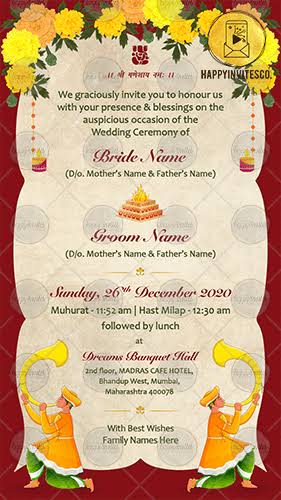 HAPPYINVITES.CO.
।। श्री गणेशाय नमः ।।
We graciously invite you to honour us
with your presence & blessings on the
auspicious occasion of the
Wedding Ceremony of
Bride Name
(D/o. Mother's Name & Father's Name)
Groom Name
(D/o. Mother's Name & Father's Name)
Sunday, 26th December 2020
Muhurat - 11:52 am | Hast Milap - 12:30 am
followed by lunch
at
Dreams Banquet Hall
2nd floor, MADRAS CAFE HOTEL,
Bhandup West, Mumbai,
Maharashtra 400078
With Best Wishes
Family Names Here